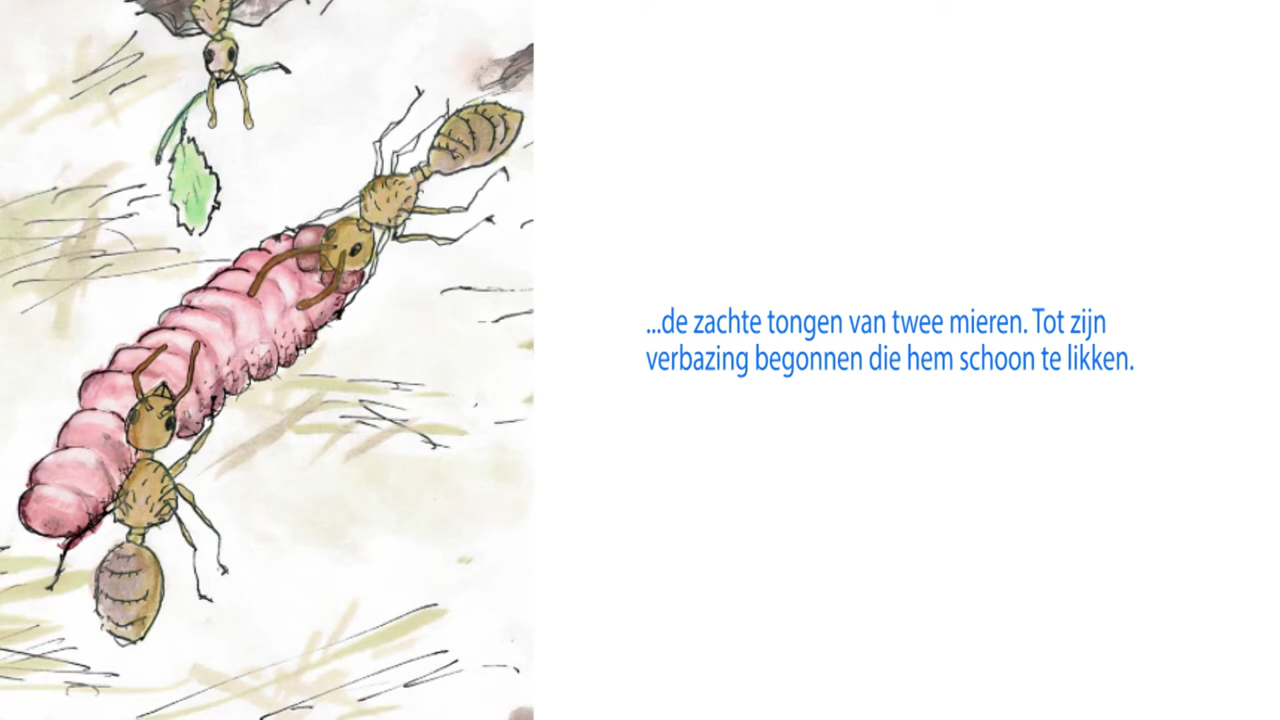 ...de zachte tongen van twee mieren. Tot zijn
verbazing begonnen die hem schoon te likken.